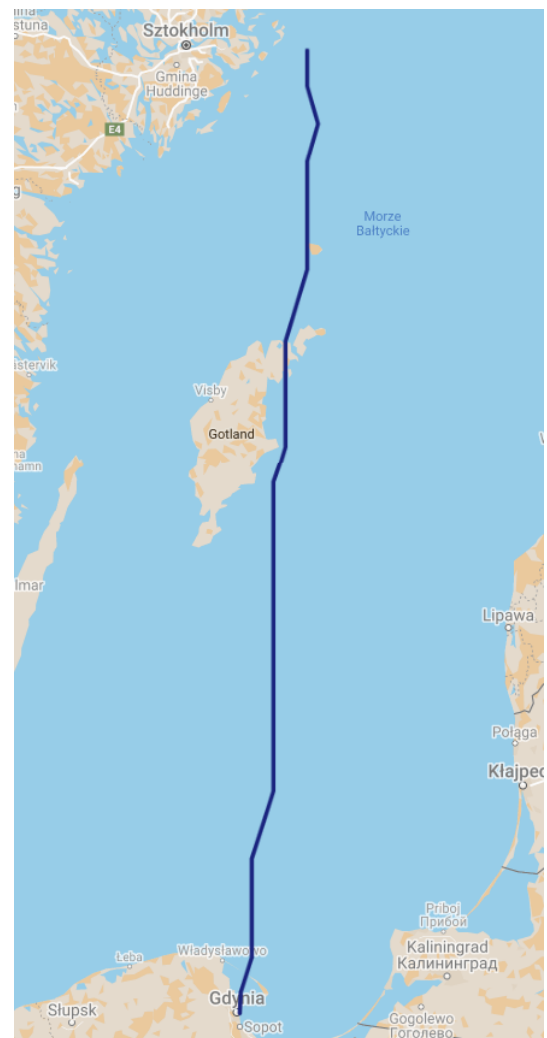 Sztokholm
Gmina
Huddinge
E4
Morze
Bałtyckie
Visby
Gotland
Lipawa
Połąga
Priboj
Прибой
Kaliningrad
Калининград
Łeba
Władysławowo
Gdynia
Sopot
Słupsk
Gogolewo
Гоголево